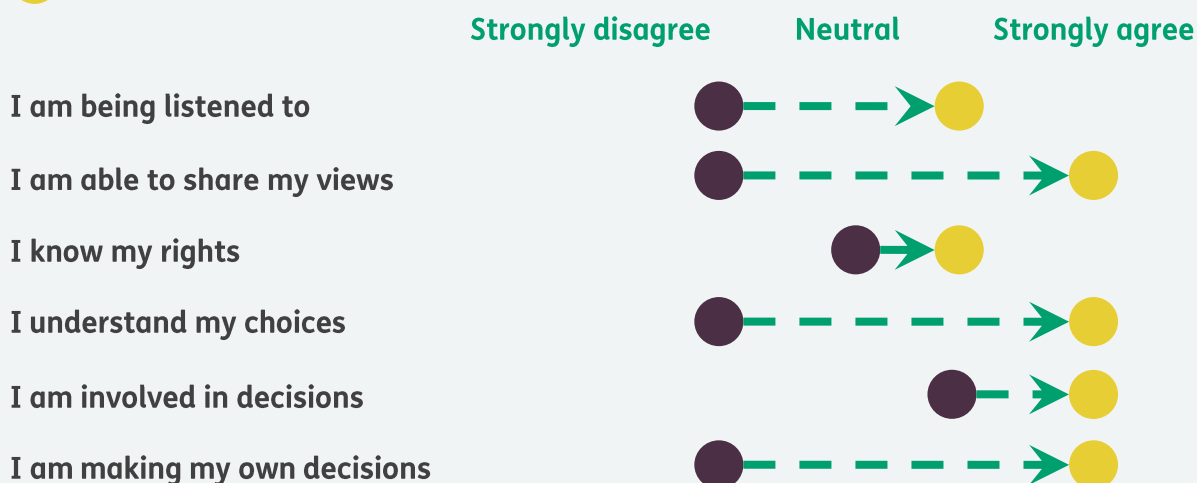 Strongly disagree Neutral Strongly agree
I am being listened to
I am able to share my views
I know my rights
I understand my choices
I am involved in decisions
I am making my own decisions